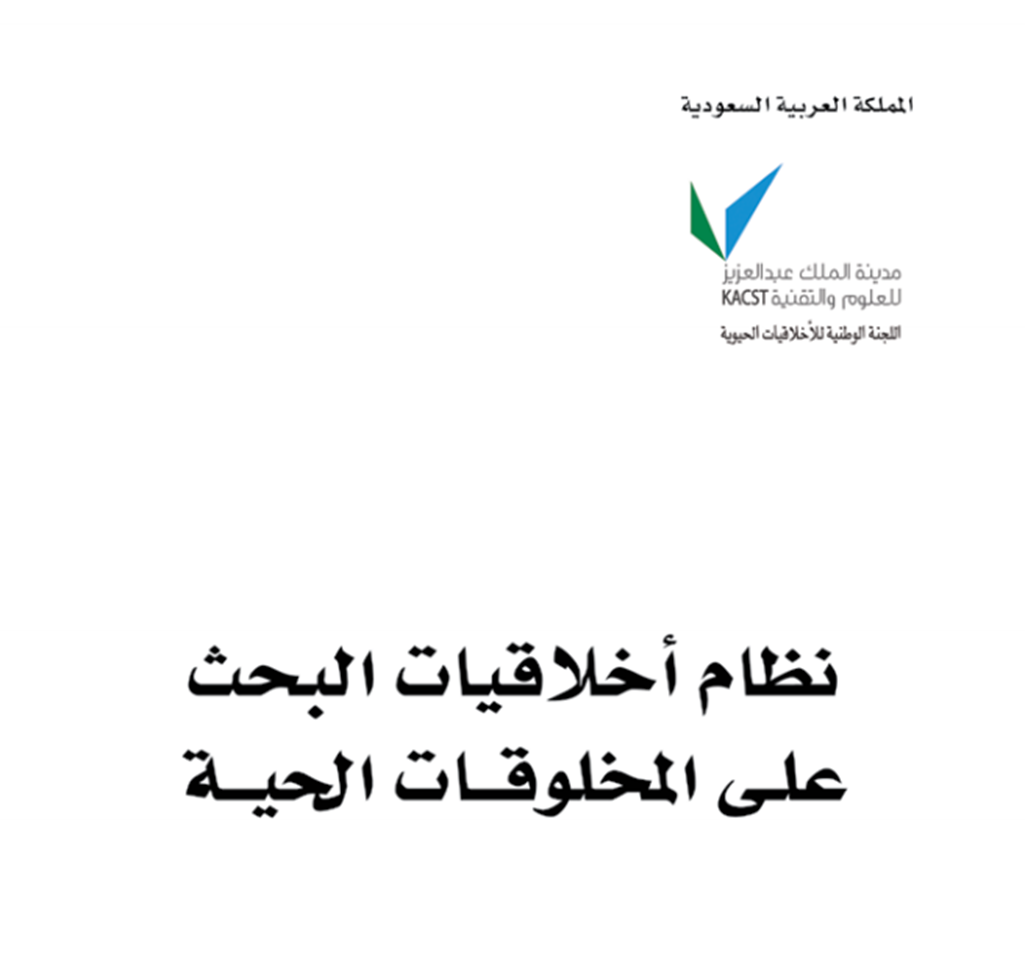 المملكة العربية السعودية
مدينة الملك عبدالعزيز
للعلوم والتقنية KACST
اللجنة الوطنية للأخلاقيات الحيوية
نظام أخلاقيات البحث
على المخلوقات الحية